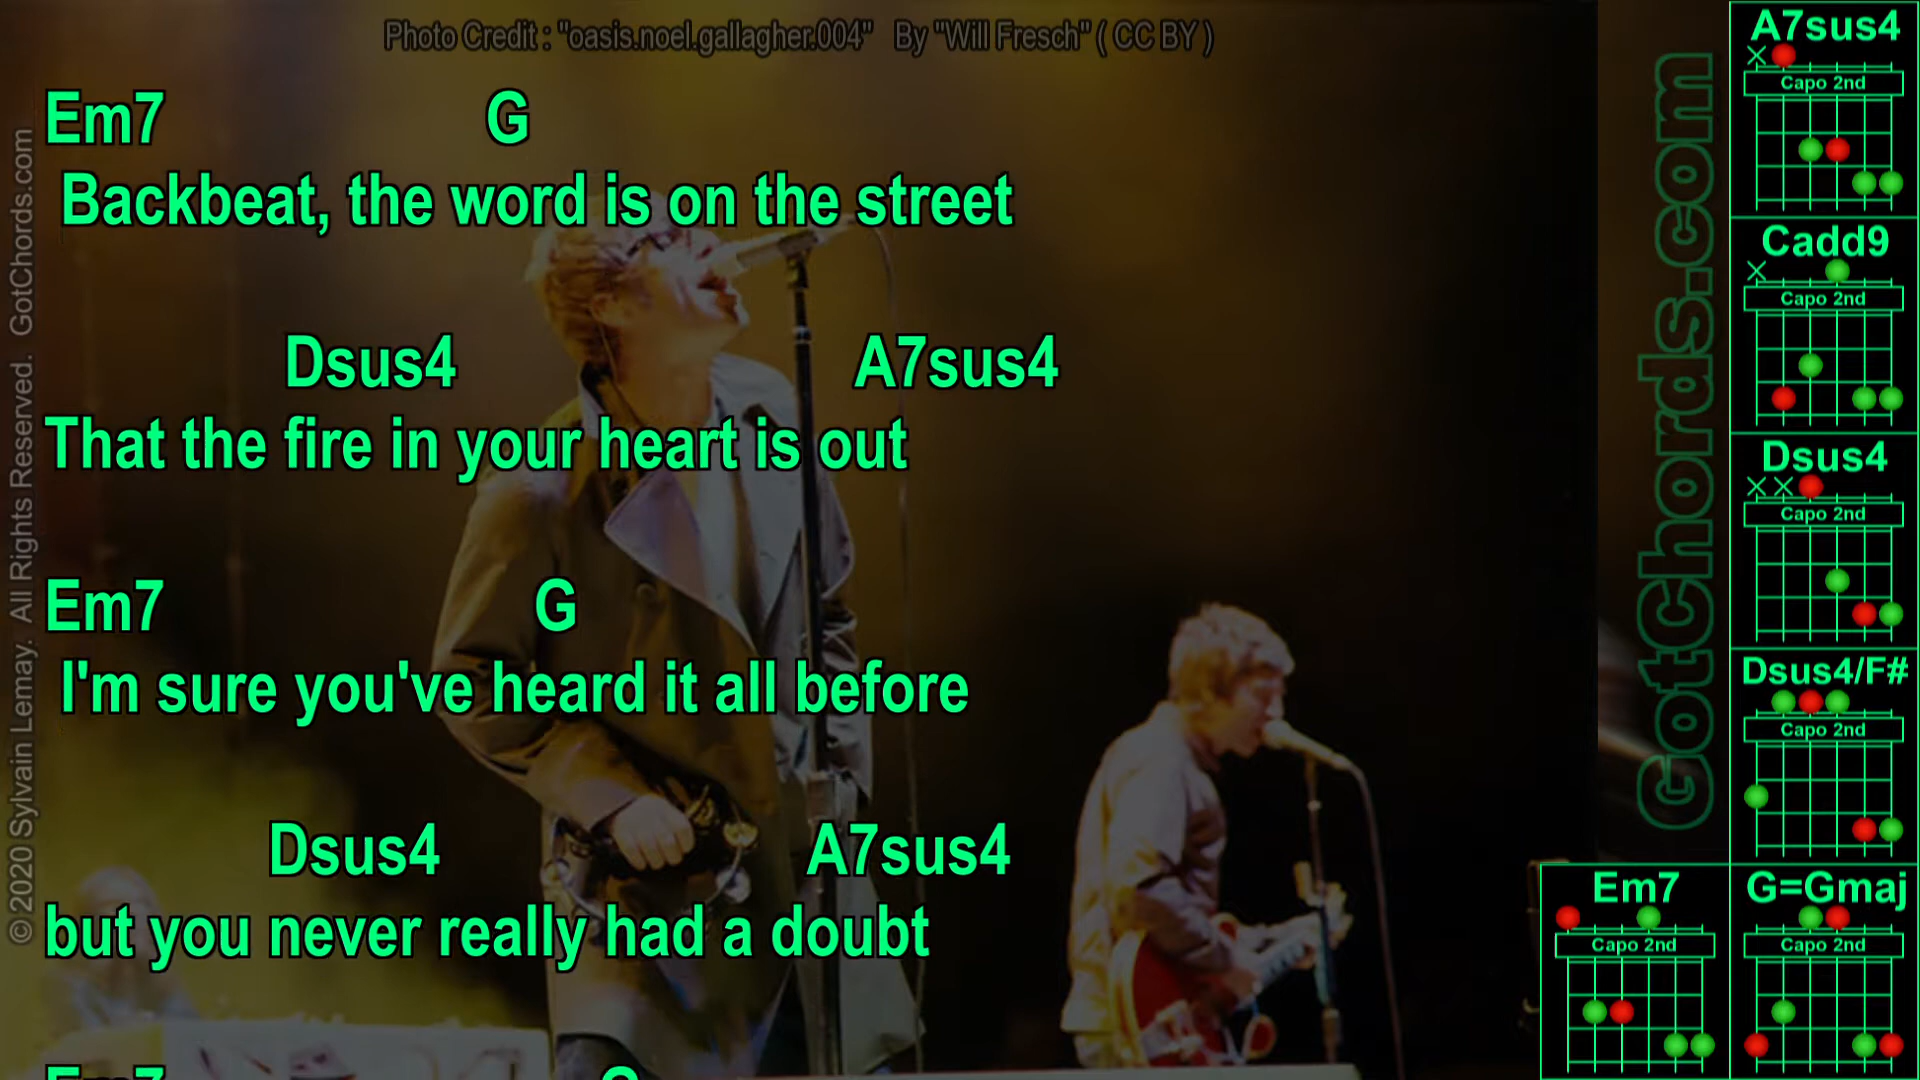 Photo Credit : "oasis.noel.gallagher.004"   By "Will Fresch" ( CC BY )
Em7 G
Backbeat, the word is on the street
Dsus4 A7sus4
That the fire in your heart is out
Em7 G
I'm sure you've heard it all before
Dsus4 A7sus4
but you never really had a doubt
Em7 G
©2020 Sylvain Lemay. All Rights Reserved. GotChords.com
GotChords.com
A7sus4
Capo 2nd
Cadd9
Capo 2nd
Dsus4
Capo 2nd
Dsus4/F#
Capo 2nd
Em7
Capo 2nd
G=Gmaj
Capo 2nd